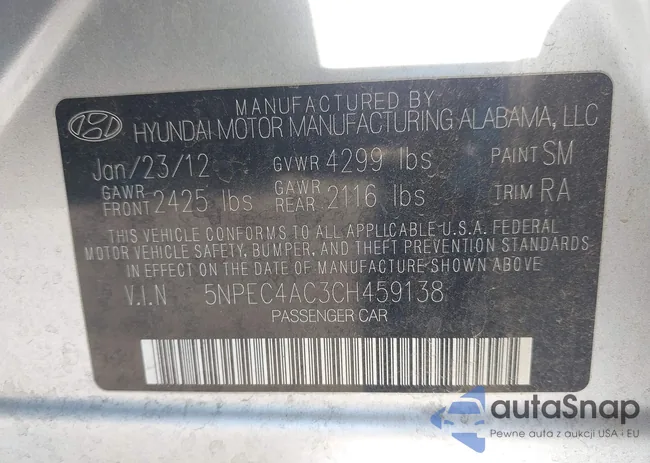 MANUFACTURED BY
HYUNDAI MOTOR MANUFACTURING ALABAMA, LLC
Jan/23/12 GVWR 4299 lbs PAINT SM
GAWR FRONT 2425 lbs GAWR REAR 2116 lbs TRIM RA
THIS VEHICLE CONFORMS TO ALL APPLICABLE U.S.A. FEDERAL
MOTOR VEHICLE SAFETY, BUMPER, AND THEFT PREVENTION STANDARDS
IN EFFECT ON THE DATE OF MANUFACTURE SHOWN ABOVE
V.I.N 5NPEC4AC3CH459138
PASSENGER CAR
autaSnap
Pewne auta z aukcji USA i EU